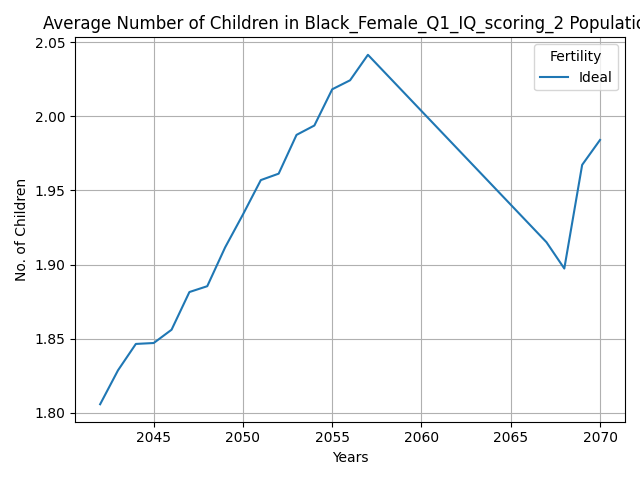 Average Number of Children in Black_Female_Q1_IQ_scoring_2 Populatio
2.05
2.00
1.95
1.90
1.85
1.80
No. of Children
Fertility
Ideal
2045 2050 2055 2060 2065 2070
Years